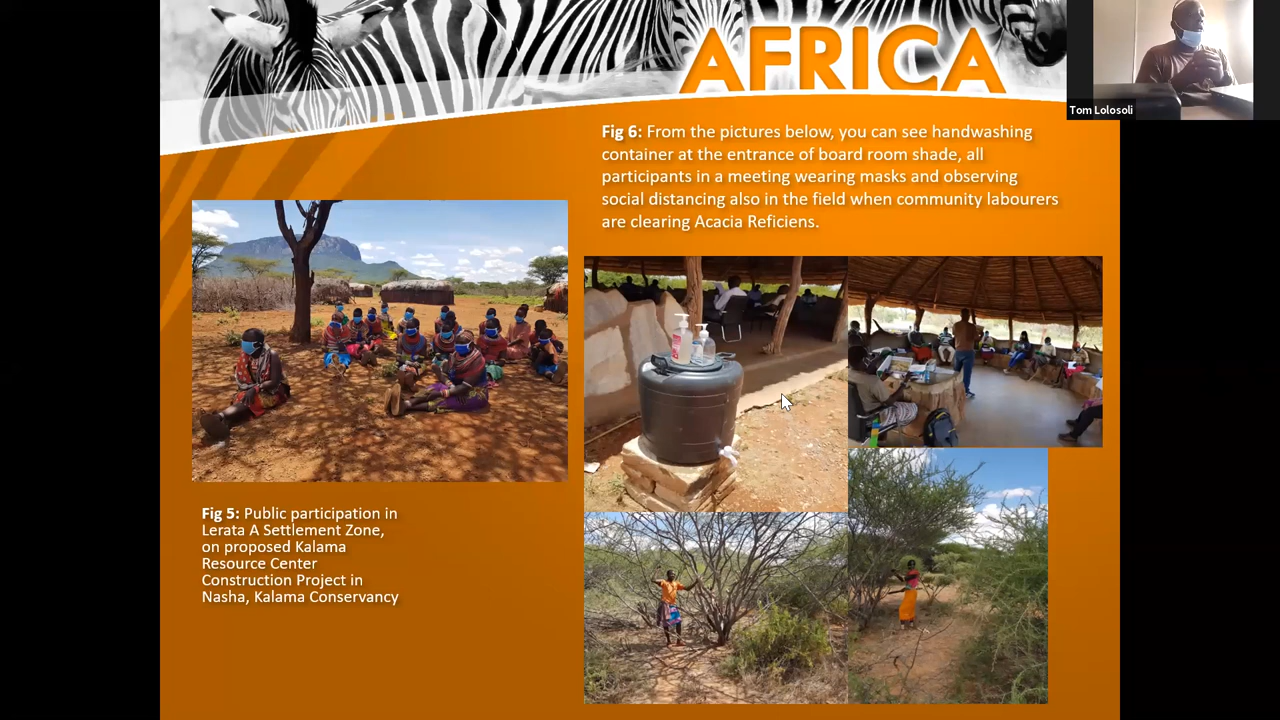 AFRICA
Tom Lolosoli
Fig 6: From the pictures below, you can see handwashing
container at the entrance of board room shade, all
participants in a meeting wearing masks and observing
social distancing also in the field when community labourers
are clearing Acacia Reficiens.
Fig 5: Public participation in
Lerata A Settlement Zone,
on proposed Kalama
Resource Center
Construction Project in
Nasha, Kalama Conservancy